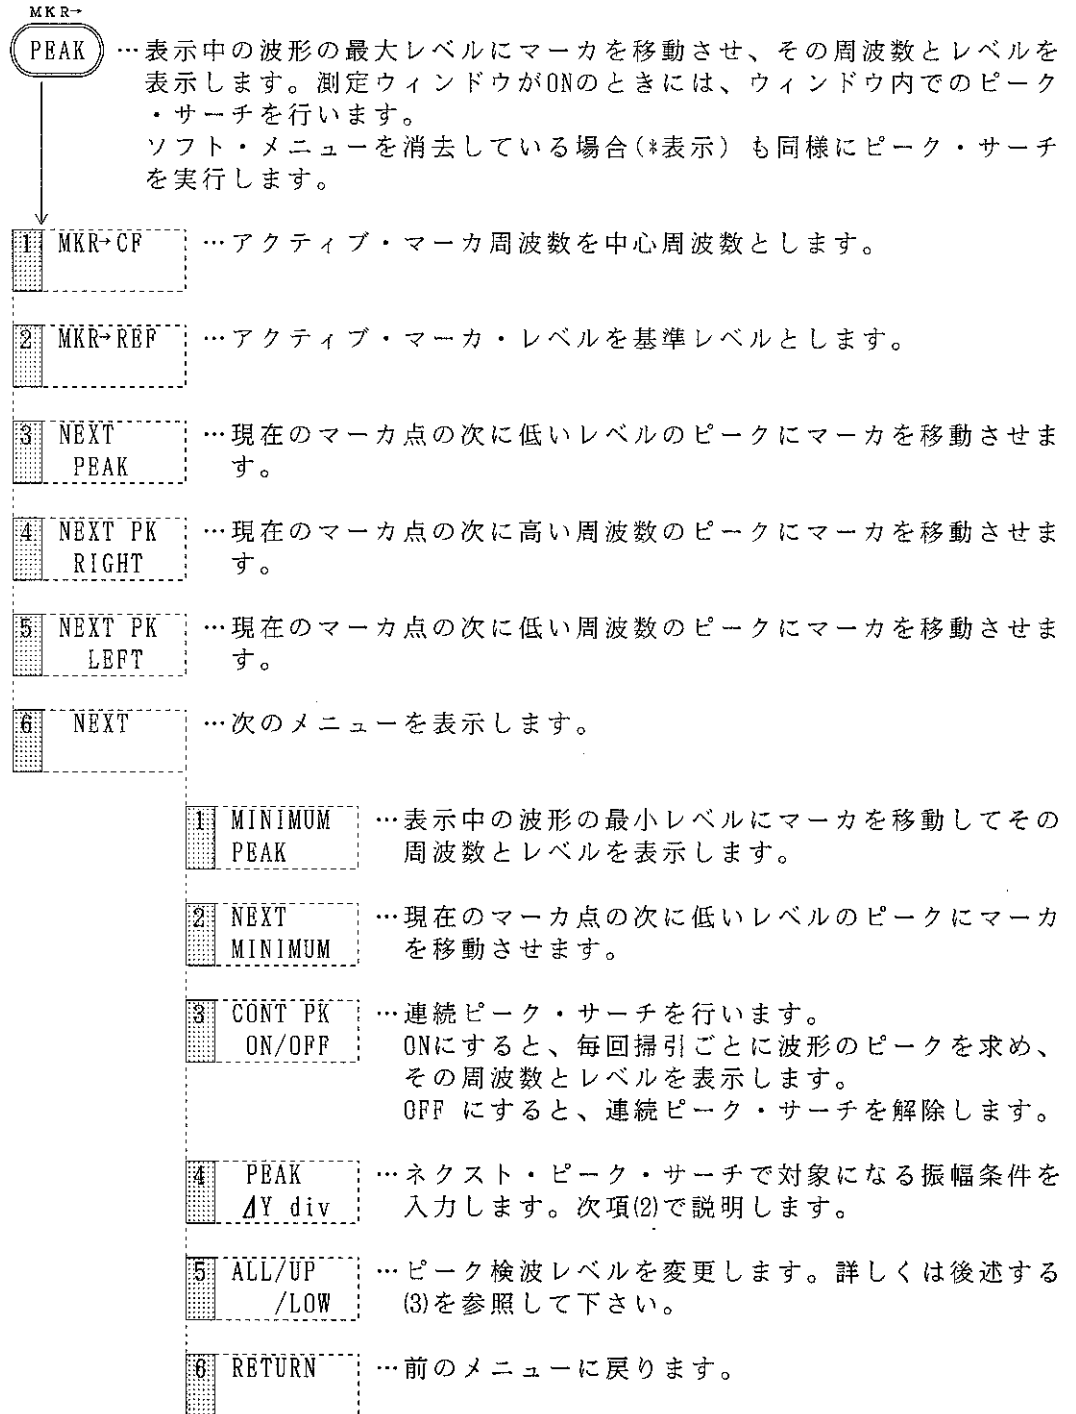 MKR→
PEAK …表示中の波形の最大レベルにマーカを移動させ、その周波数とレベルを
表示します。測定ウィンドウがONのときには、ウィンドウ内でのピーク
・サーチを行います。
ソフト・メニューを消去している場合(*表示) も同様にピーク・サーチ
を実行します。
1 MKR→CF …アクティブ・マーカ周波数を中心周波数とします。
2 MKR→REF …アクティブ・マーカ・レベルを基準レベルとします。
3 NEXT …現在のマーカ点の次に低いレベルのピークにマーカを移動させま
PEAK す。
4 NEXT PK …現在のマーカ点の次に高い周波数のピークにマーカを移動させま
RIGHT す。
5 NEXT PK …現在のマーカ点の次に低い周波数のピークにマーカを移動させま
LEFT す。
6 NEXT …次のメニューを表示します。
1 MINIMUM …表示中の波形の最小レベルにマーカを移動してその
PEAK 周波数とレベルを表示します。
2 NEXT …現在のマーカ点の次に低いレベルのピークにマーカ
MINIMUM を移動させます。
3 CONT PK …連続ピーク・サーチを行います。
ON/OFF ONにすると、毎回掃引ごとに波形のピークを求め、
その周波数とレベルを表示します。
OFF にすると、連続ピーク・サーチを解除します。
4 PEAK …ネクスト・ピーク・サーチで対象になる振幅条件を
ΔY div 入力します。次項(2)で説明します。
5 ALL/UP …ピーク検波レベルを変更します。詳しくは後述する
/LOW (3)を参照して下さい。
6 RETURN …前のメニューに戻ります。